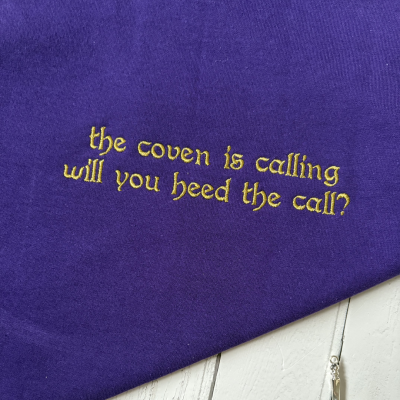 the coven is calling
will you heed the call?